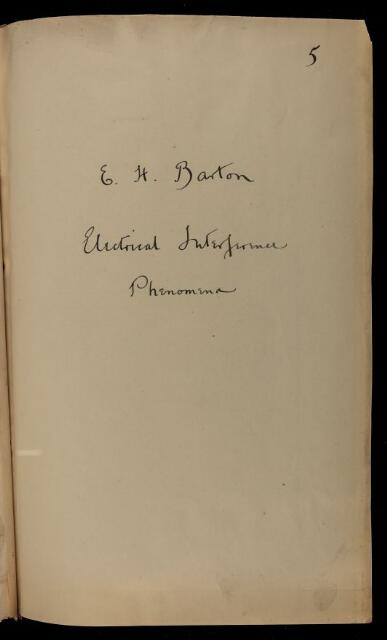 5
E. H. Barton
Electrical Interference
Phenomena